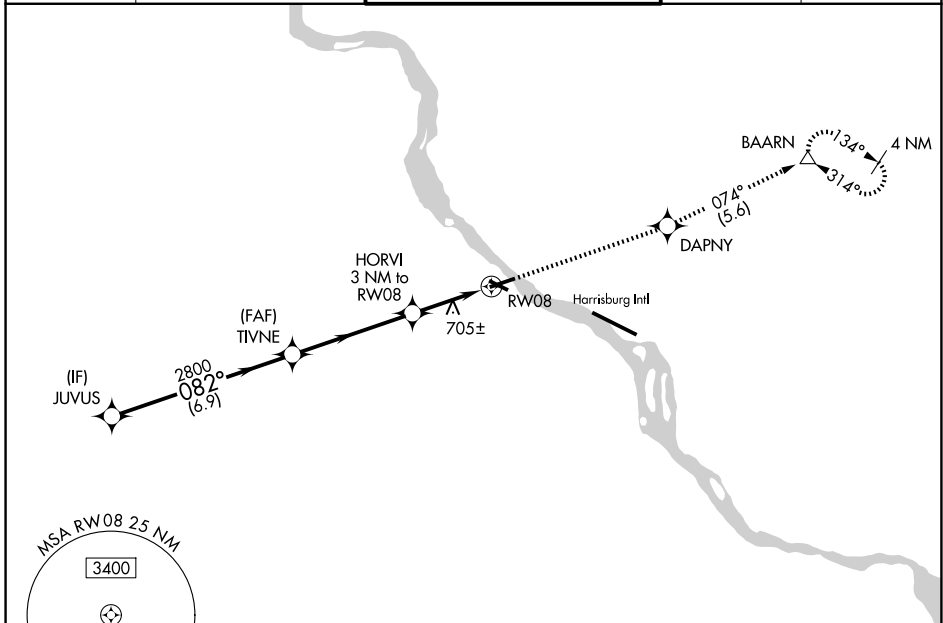 BAARN
134°
4 NM
314°
074°
(5.6)
DAPNY
HORVI
3 NM to
RW08
RW08
Harrisburg Intl
705±
(FAF)
TIVNE
2800
082°
(6.9)
(IF)
JUVUS
MSA RW08 25 NM
3400